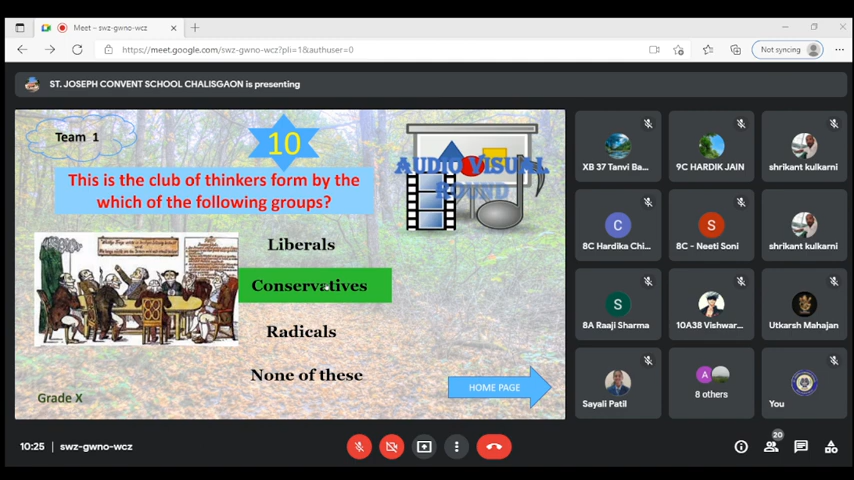 Meet – swz-gwno-wcz
https://meet.google.com/swz-gwno-wcz?pli=1&authuser=0
Not syncing
ST. JOSEPH CONVENT SCHOOL CHALISGAON is presenting
Team 1
10
This is the club of thinkers form by the
which of the following groups?
AUDIO VISUAL
ROUND
Liberals
Conservatives
Radicals
None of these
HOME PAGE
Grade X
XB 37 Tanvi Ba...
9C HARDIK JAIN
shrikant kulkarni
C
8C Hardika Chi...
S
8C - Neeti Soni
shrikant kulkarni
S
8A Raaji Sharma
10A38 Vishwar...
Utkarsh Mahajan
Sayali Patil
A
8 others
You
10:25 | swz-gwno-wcz
20